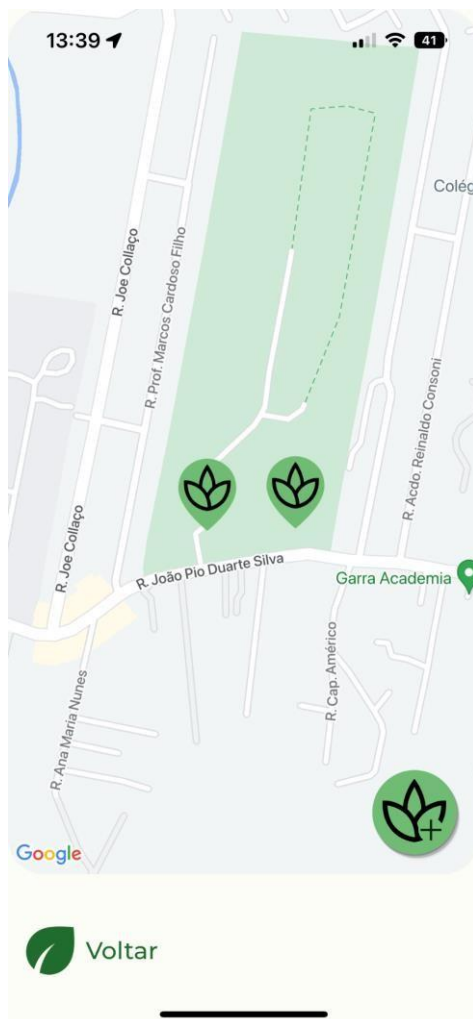 13:39
41
Colég
R. Joe Collaço
R. Prof. Marcos Cardoso Filho
R. Acdo. Reinaldo Consoni
R. Joe Collaço
R. João Pio Duarte Silva
Garra Academia
R. Cap. Américo
R. Ana Maria Nunes
Google
Voltar